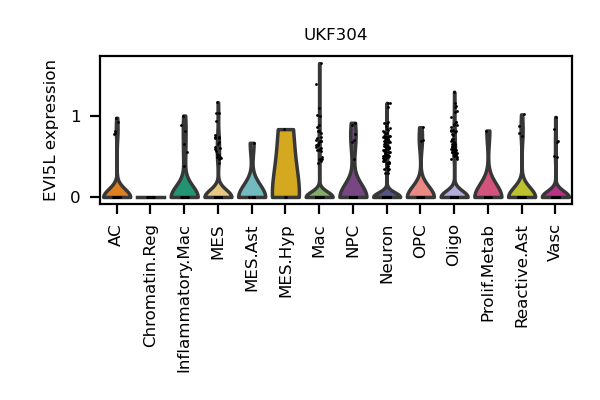 UKF304
EVI5L expression
1
0
AC
Chromatin.Reg
Inflammatory.Mac
MES
MES.Ast
MES.Hyp
Mac
NPC
Neuron
OPC
Oligo
Prolif.Metab
Reactive.Ast
Vasc